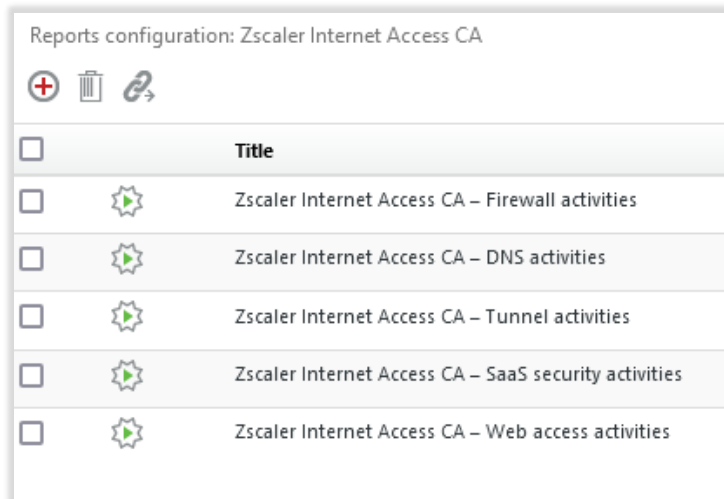 Reports configuration: Zscaler Internet Access CA
Title
Zscaler Internet Access CA – Firewall activities
Zscaler Internet Access CA – DNS activities
Zscaler Internet Access CA – Tunnel activities
Zscaler Internet Access CA – SaaS security activities
Zscaler Internet Access CA – Web access activities